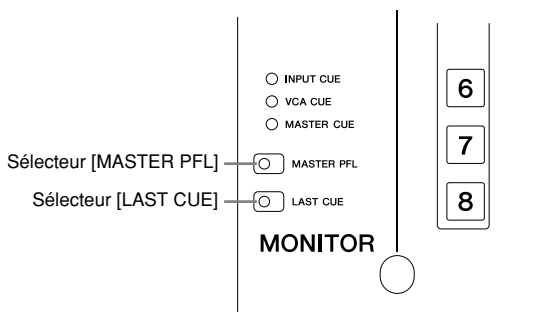 INPUT CUE
VCA CUE
MASTER CUE
Sélecteur [MASTER PFL]
MASTER PFL
Sélecteur [LAST CUE]
LAST CUE
MONITOR
6
7
8